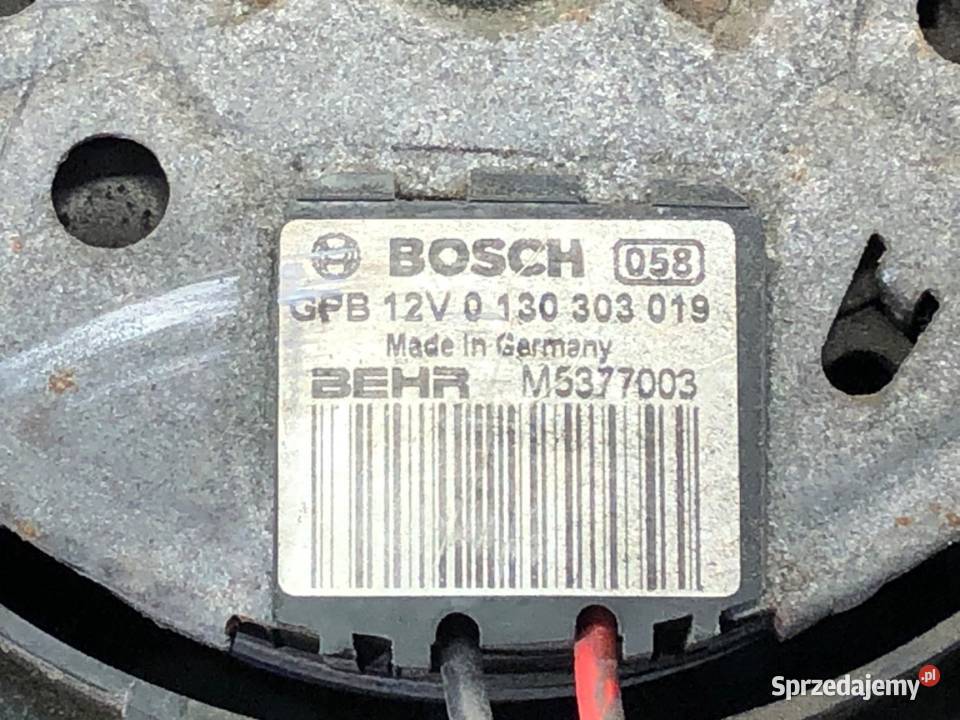 BOSCH 058
GPB 12V 0 130 303 019
Made in Germany
BEHR M5377003
Sprzedajemy.pl